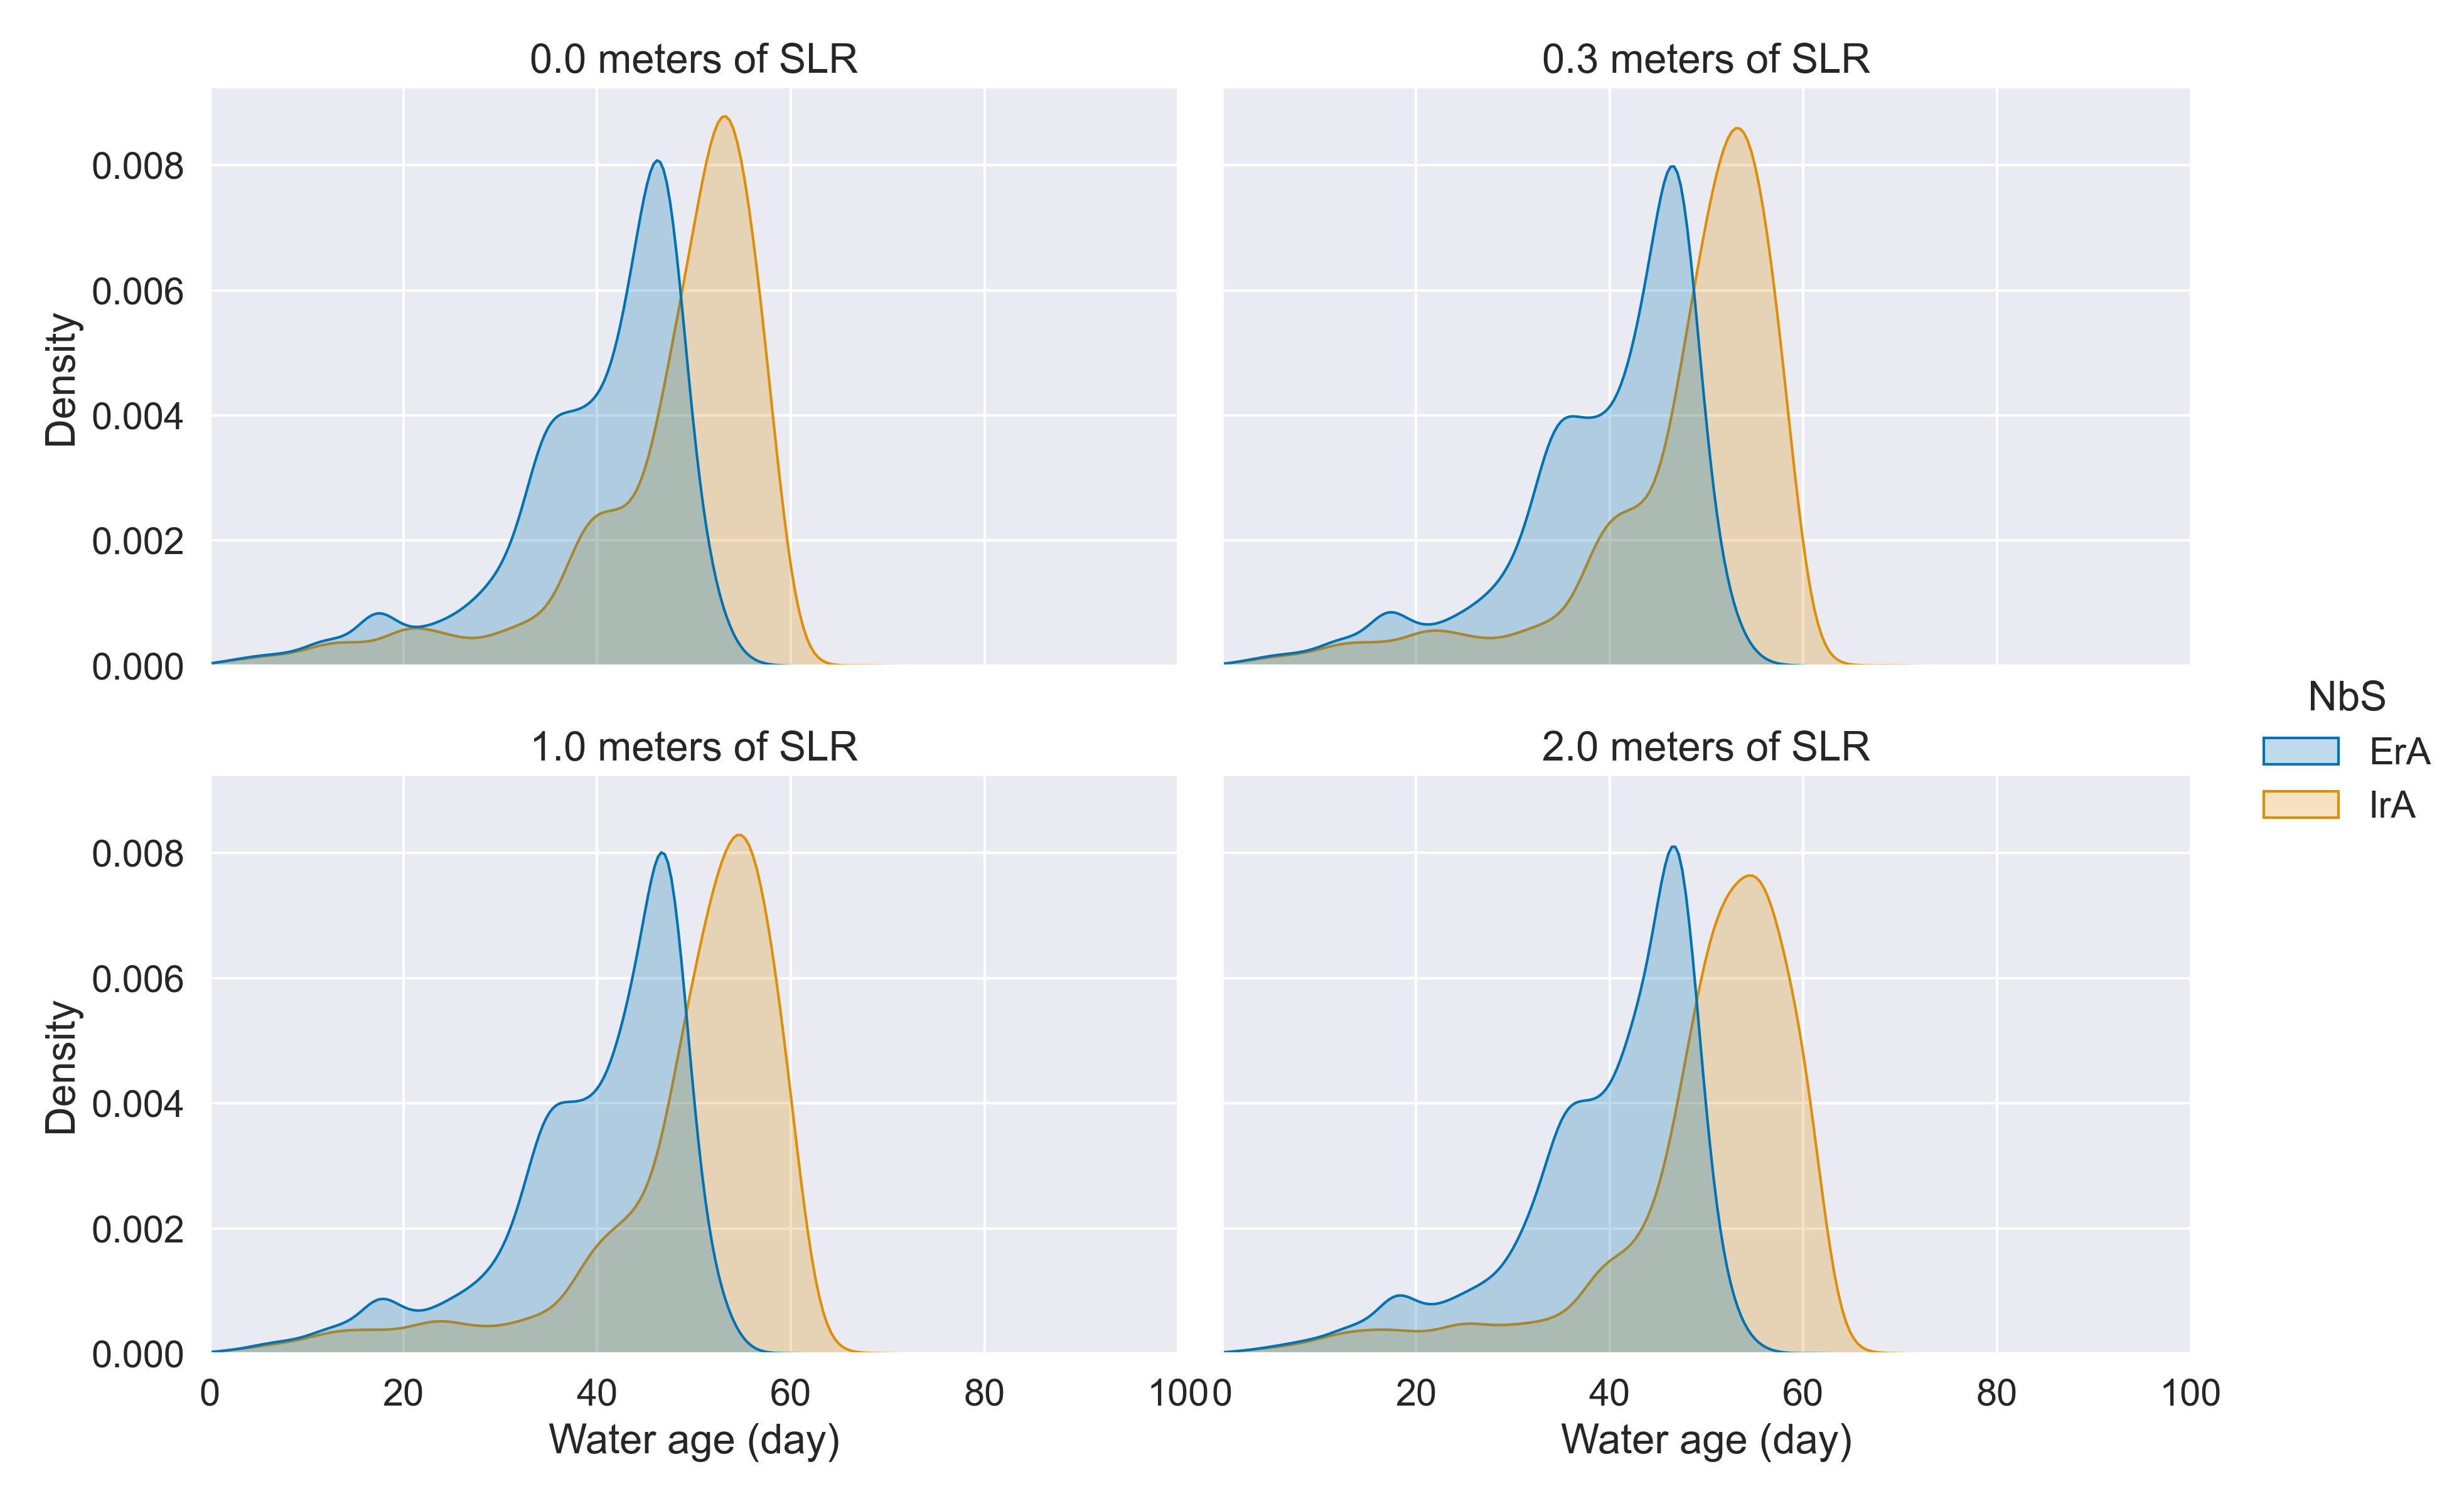 0.0 meters of SLR
0.3 meters of SLR
Density
0.008
0.006
0.004
0.002
0.000
1.0 meters of SLR
2.0 meters of SLR
Density
0.008
0.006
0.004
0.002
0.000
0 20 40 60 80 100
0 20 40 60 80 100
Water age (day)
Water age (day)
NbS
ErA
IrA